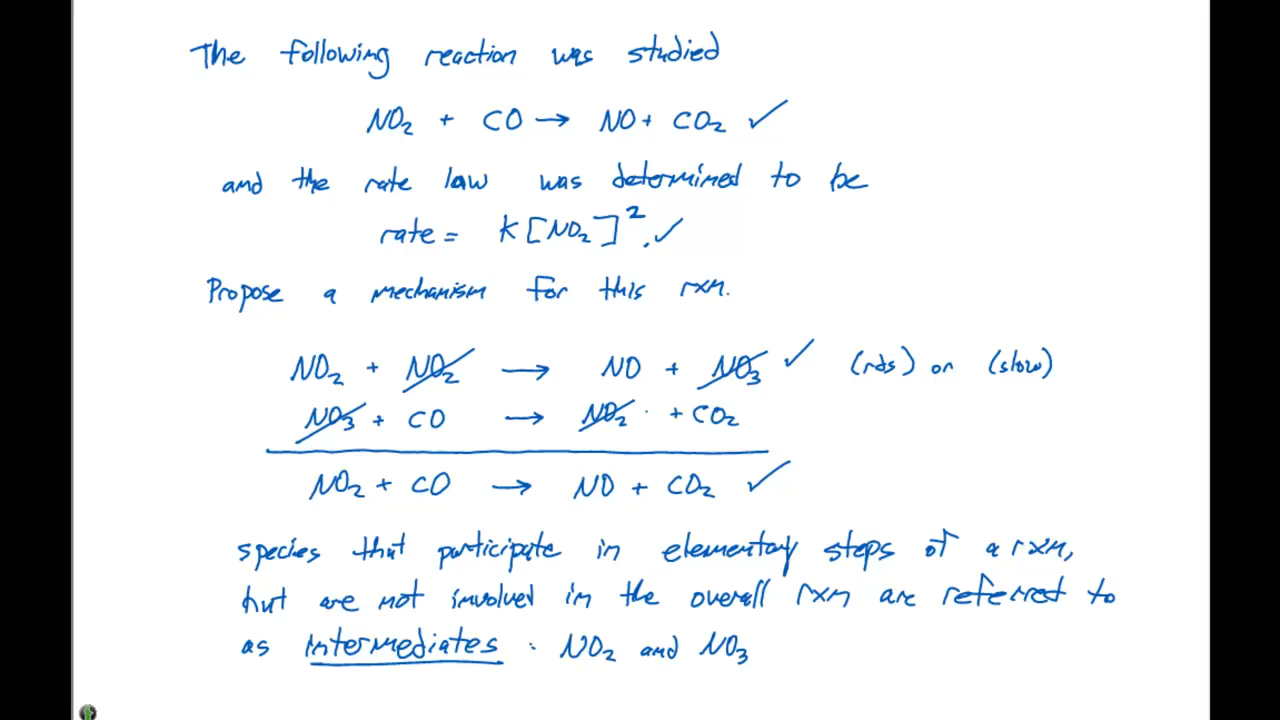 The following reaction was studied
NO₂ + CO → NO + CO₂ ✓
and the rate law was determined to be
rate = k[NO₂]². ✓
Propose a mechanism for this rxn.
NO₂ + NO₂ → NO + NO₃ ✓ (rds) or (slow)
NO₃ + CO → NO₂ + CO₂
NO₂ + CO → NO + CO₂ ✓
species that participate in elementary steps of a rxn,
but are not involved in the overall rxn are referred to
as intermediates : NO₂ and NO₃